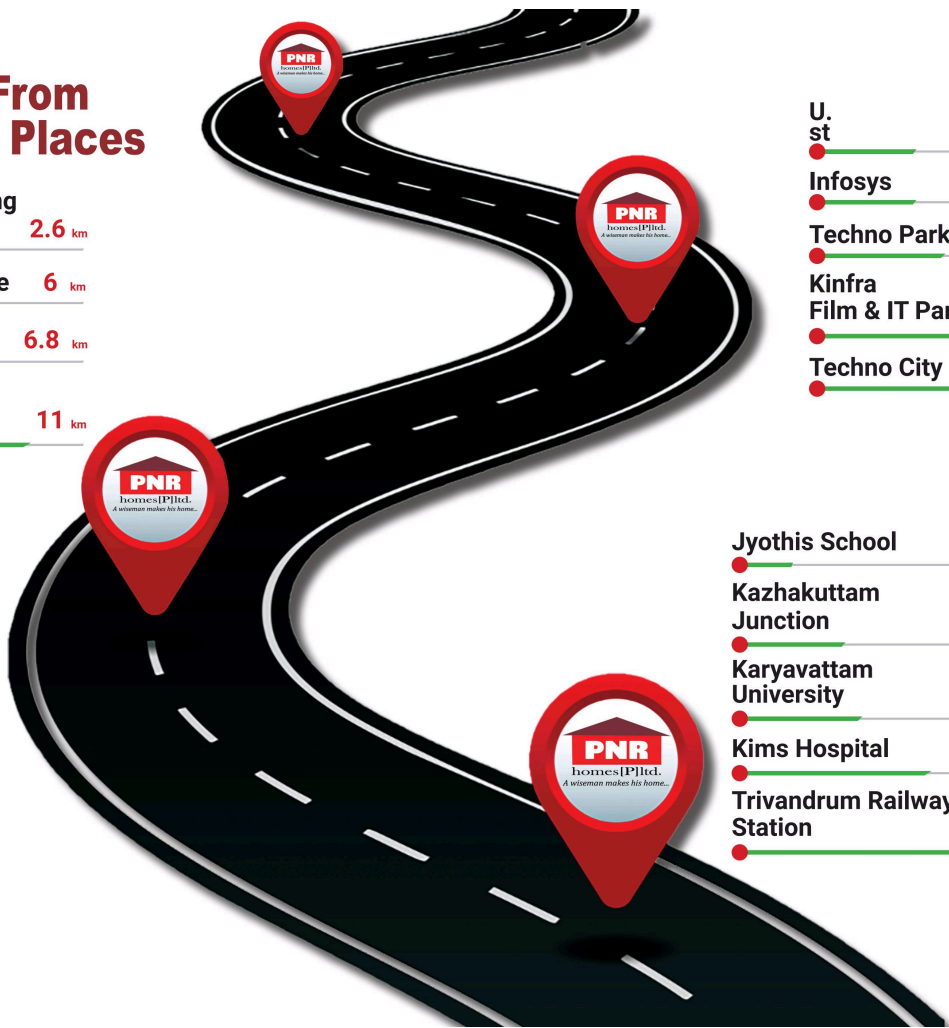 From
Places
2.6 km
6 km
6.8 km
11 km
PNR
homes[P]ltd.
A wiseman makes his home...
PNR
homes[P]ltd.
A wiseman makes his home...
PNR
homes[P]ltd.
A wiseman makes his home...
PNR
homes[P]ltd.
A wiseman makes his home...
U.
st
Infosys
Techno Park
Kinfra
Film & IT Par
Techno City
Jyothis School
Kazhakuttam
Junction
Karyavattam
University
Kims Hospital
Trivandrum Railway
Station